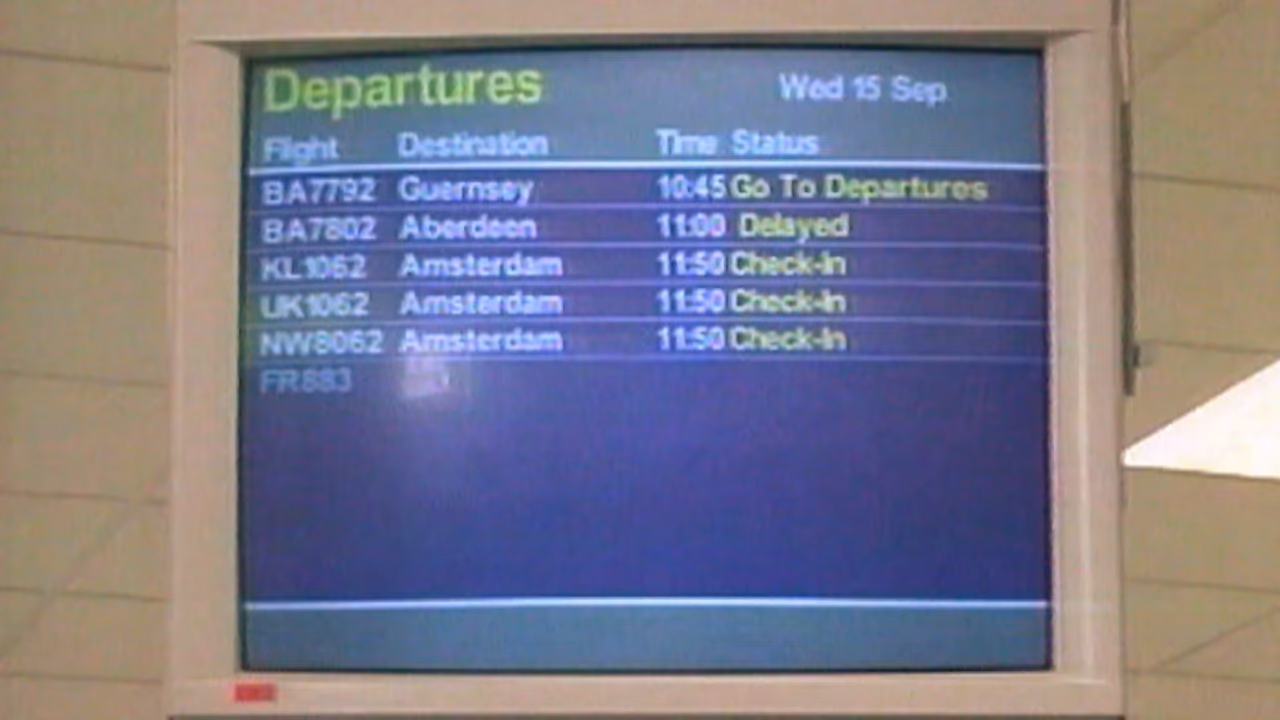 Departures Wed 15 Sep
Flight Destination Time Status
BA7792 Guernsey 10:45 Go To Departures
BA7802 Aberdeen 11:00 Delayed
KL1062 Amsterdam 11:50 Check-In
UK1062 Amsterdam 11:50 Check-In
NW8062 Amsterdam 11:50 Check-In
FR883